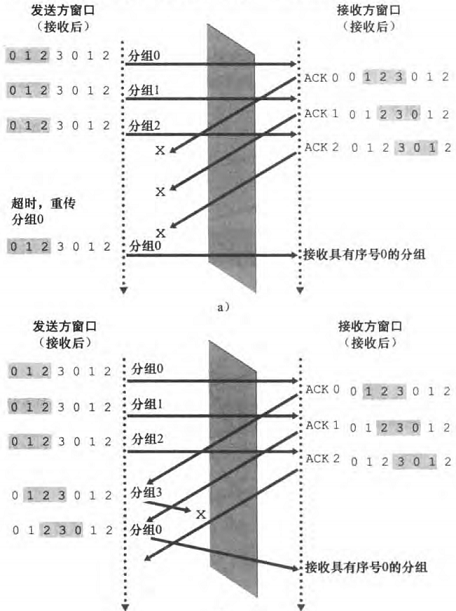 发送方窗口 接收方窗口
(接收后) (接收后)
0 1 2 3 0 1 2 分组0
ACK 0 0 1 2 3 0 1 2
0 1 2 3 0 1 2 分组1
ACK 1 0 1 2 3 0 1 2
0 1 2 3 0 1 2 分组2
ACK 2 0 1 2 3 0 1 2
X
X
超时，重传
分组0
X
0 1 2 3 0 1 2 分组0 接收具有序号0的分组
a)
发送方窗口 接收方窗口
(接收后) (接收后)
0 1 2 3 0 1 2 分组0
ACK 0 0 1 2 3 0 1 2
0 1 2 3 0 1 2 分组1
ACK 1 0 1 2 3 0 1 2
0 1 2 3 0 1 2 分组2
ACK 2 0 1 2 3 0 1 2
0 1 2 3 0 1 2 分组3
X
0 1 2 3 0 1 2 分组0
接收具有序号0的分组